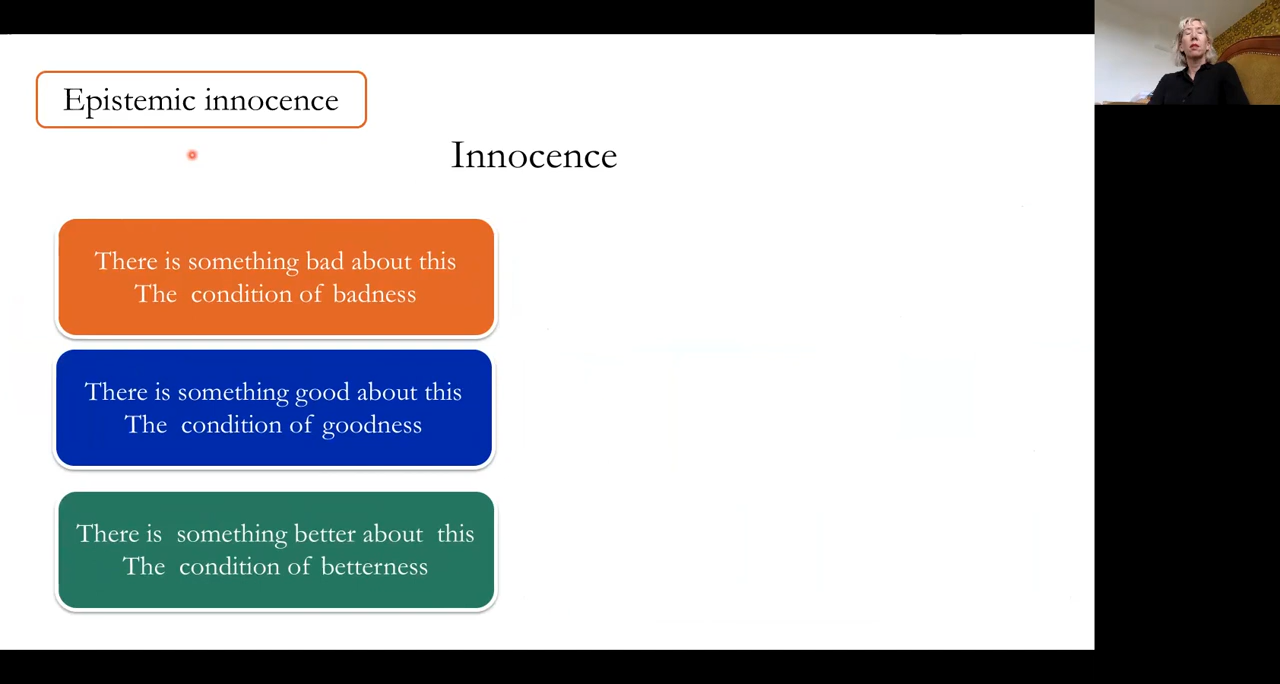 Epistemic innocence
Innocence
There is something bad about this
The condition of badness
There is something good about this
The condition of goodness
There is something better about this
The condition of betterness